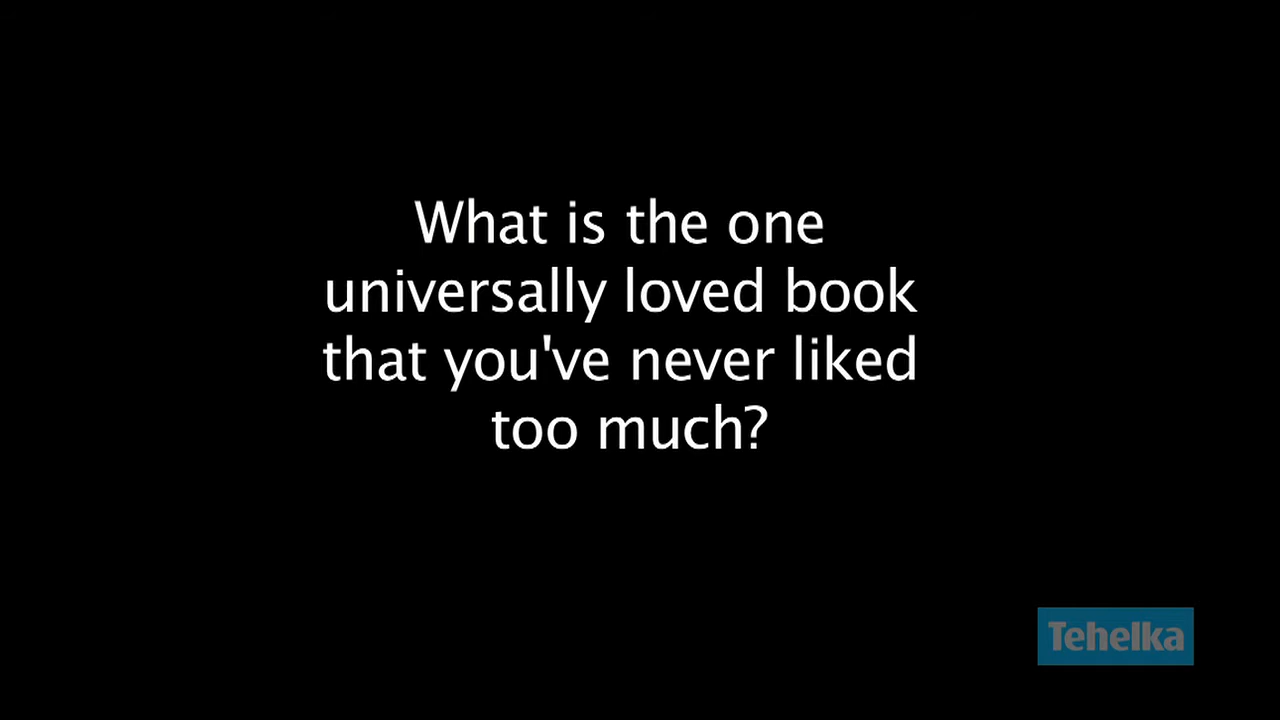 What is the one
universally loved book
that you've never liked
too much?
Tehelka